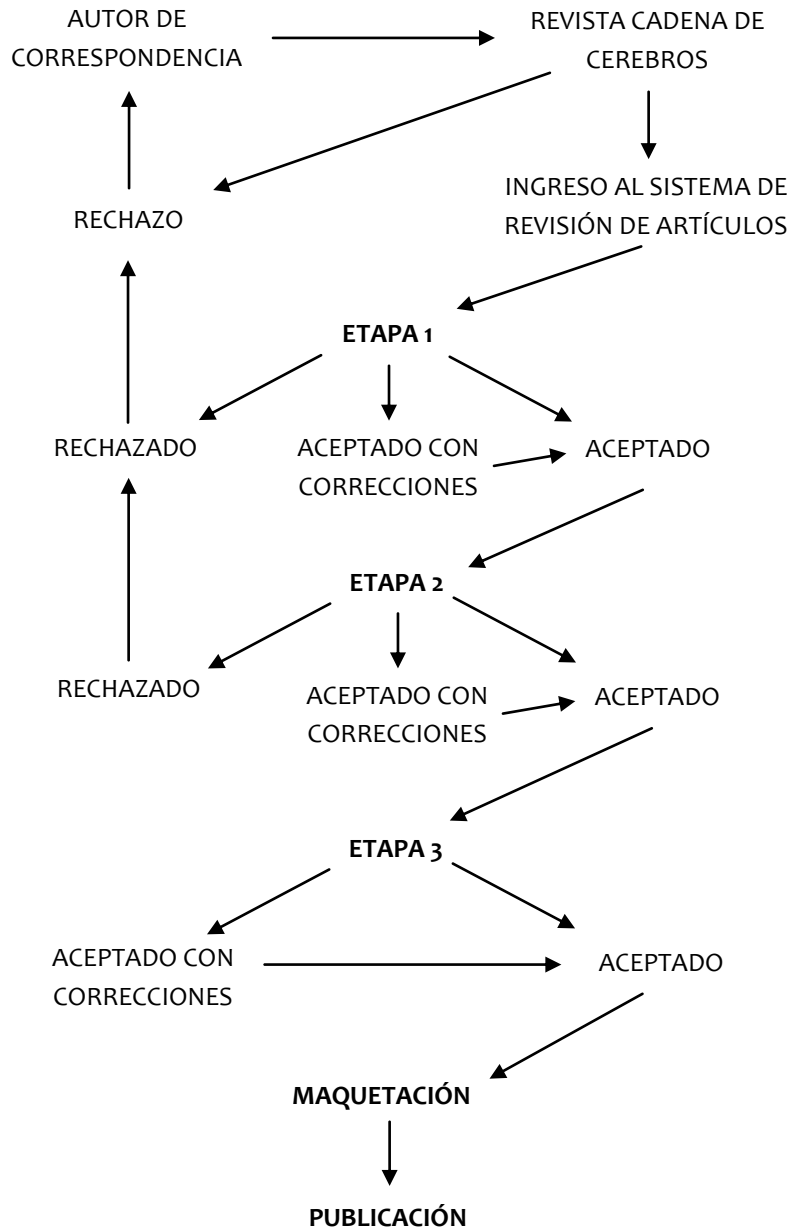 AUTOR DE
CORRESPONDENCIA
REVISTA CADENA DE
CEREBROS
RECHAZO
INGRESO AL SISTEMA DE
REVISIÓN DE ARTÍCULOS
ETAPA 1
RECHAZADO
ACEPTADO CON
CORRECCIONES
ACEPTADO
ETAPA 2
RECHAZADO
ACEPTADO CON
CORRECCIONES
ACEPTADO
ETAPA 3
ACEPTADO CON
CORRECCIONES
ACEPTADO
MAQUETACIÓN
PUBLICACIÓN